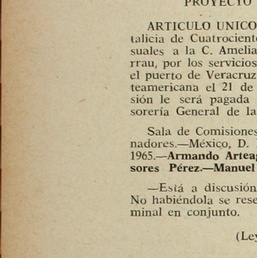 PROYECTO
ARTICULO UNICO
talicia de Cuatrociento
suales a la C. Amelia
rrau, por los servicios
el puerto de Veracruz
teamericana el 21 de
sión le será pagada
sorería General de la
Sala de Comisiones
nadores.—México, D.
1965.—Armando Arteag
sores Pérez.—Manuel
—Está a discusión
No habiéndola se rese
minal en conjunto.
(Ley